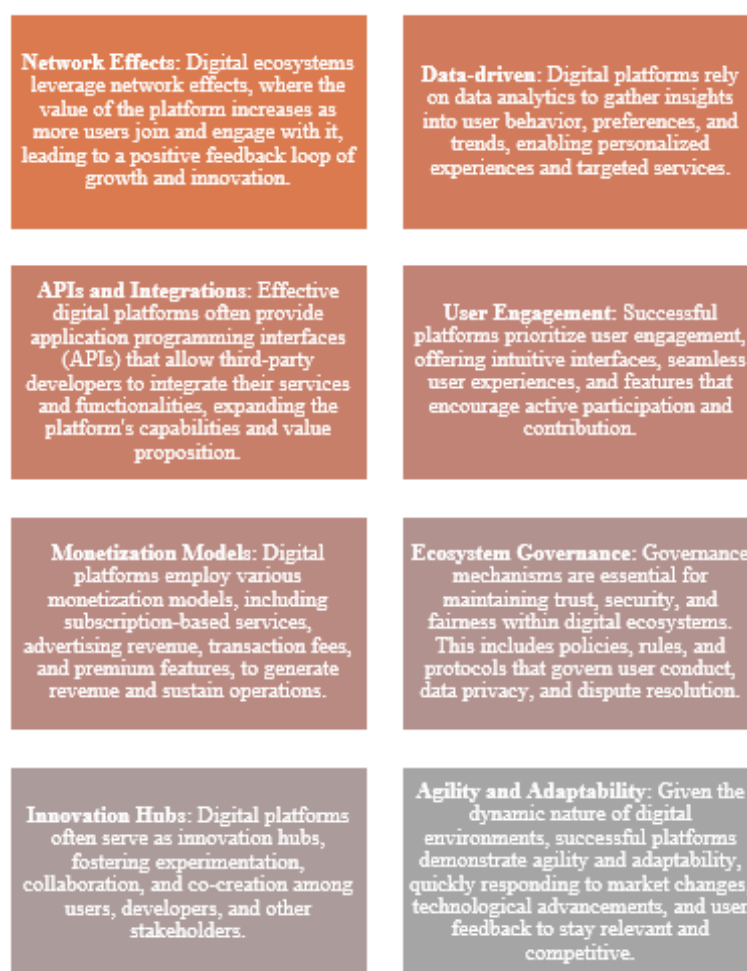 Network Effects: Digital ecosystems
leverage network effects, where the
value of the platform increases as
more users join and engage with it,
leading to a positive feedback loop of
growth and innovation.
Data-driven: Digital platforms rely
on data analytics to gather insights
into user behavior, preferences, and
trends, enabling personalized
experiences and targeted services.
APIs and Integrations: Effective
digital platforms often provide
application programming interfaces
(APIs) that allow third-party
developers to integrate their services
and functionalities, expanding the
platform's capabilities and value
proposition.
User Engagement: Successful
platforms prioritize user engagement,
offering intuitive interfaces, seamless
user experiences, and features that
encourage active participation and
contribution.
Monetization Models: Digital
platforms employ various
monetization models, including
subscription-based services,
advertising revenue, transaction fees,
and premium features, to generate
revenue and sustain operations.
Ecosystem Governance: Governance
mechanisms are essential for
maintaining trust, security, and
fairness within digital ecosystems.
This includes policies, rules, and
protocols that govern user conduct,
data privacy, and dispute resolution.
Innovation Hubs: Digital platforms
often serve as innovation hubs,
fostering experimentation,
collaboration, and co-creation among
users, developers, and other
stakeholders.
Agility and Adaptability: Given the
dynamic nature of digital
environments, successful platforms
demonstrate agility and adaptability,
quickly responding to market changes,
technological advancements, and user
feedback to stay relevant and
competitive.